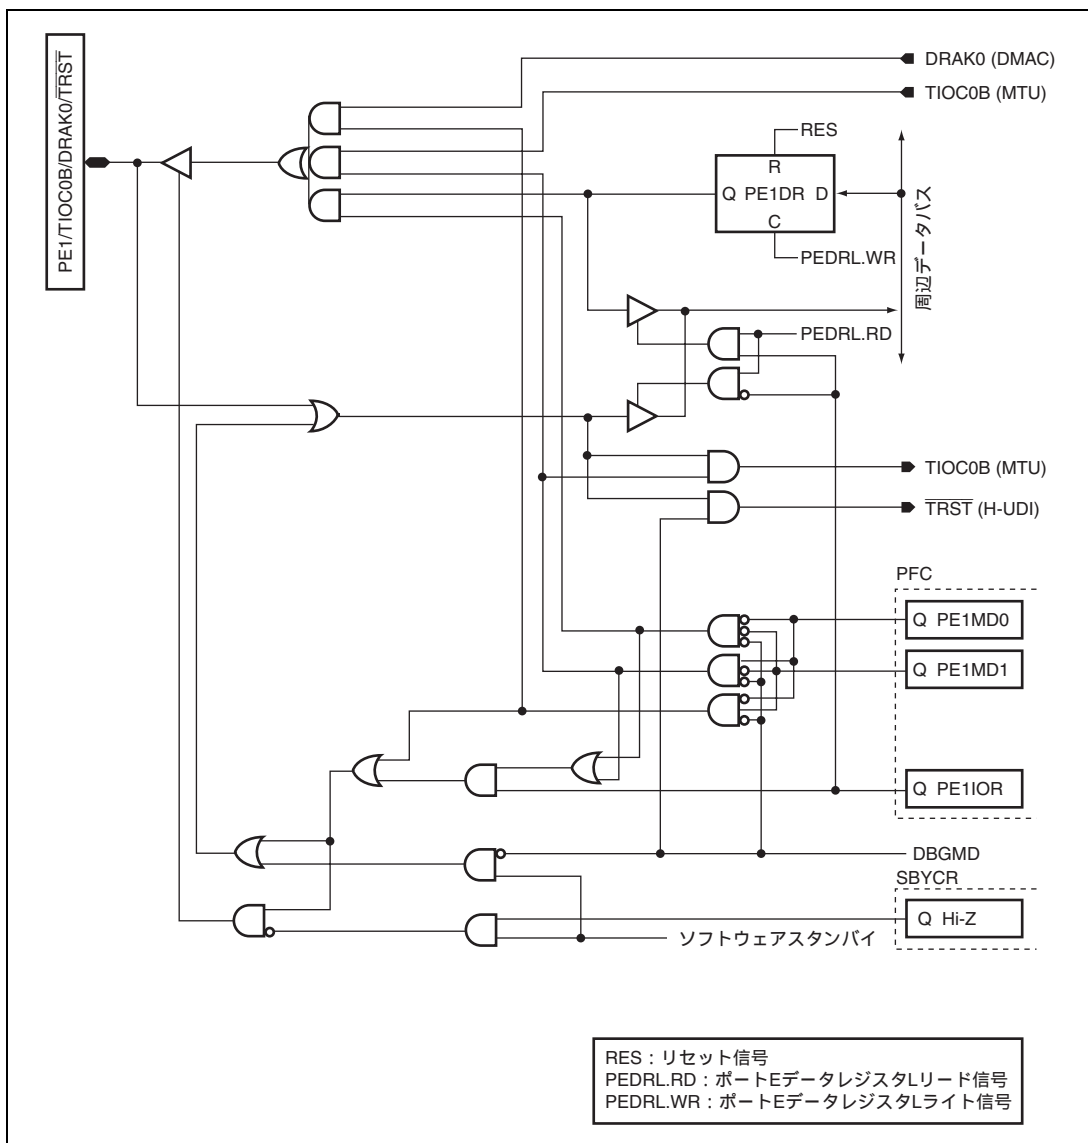 PE1/TIOC0B/DRAK0/T̅R̅S̅T̅
DRAK0 (DMAC)
TIOC0B (MTU)
RES
R
Q PE1DR D
C
PEDRL.WR
周辺データバス
PEDRL.RD
TIOC0B (MTU)
T̅R̅S̅T̅ (H-UDI)
PFC
Q PE1MD0
Q PE1MD1
Q PE1IOR
DBGMD
SBYCR
Q Hi-Z
ソフトウェアスタンバイ
RES：リセット信号
PEDRL.RD：ポートEデータレジスタLリード信号
PEDRL.WR：ポートEデータレジスタLライト信号